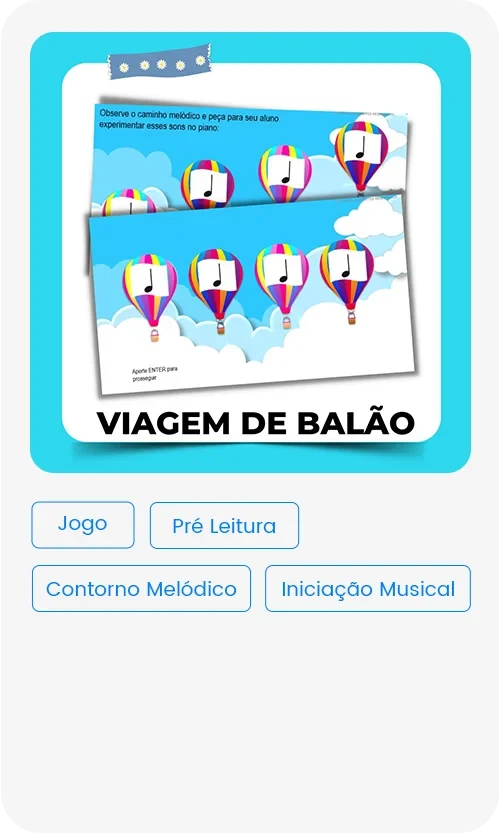 Observe o caminho melódico e peça para seu aluno
experimentar esses sons no piano:
Aperte ENTER para
prosseguir
VIAGEM DE BALÃO
Jogo
Pré Leitura
Contorno Melódico
Iniciação Musical